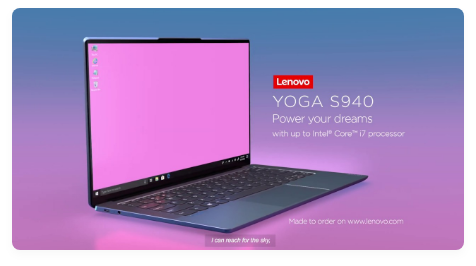 Lenovo
YOGA S940
Power your dreams
with up to Intel® Core™ i7 processor
Made to order on www.lenovo.com
I can reach for the sky,